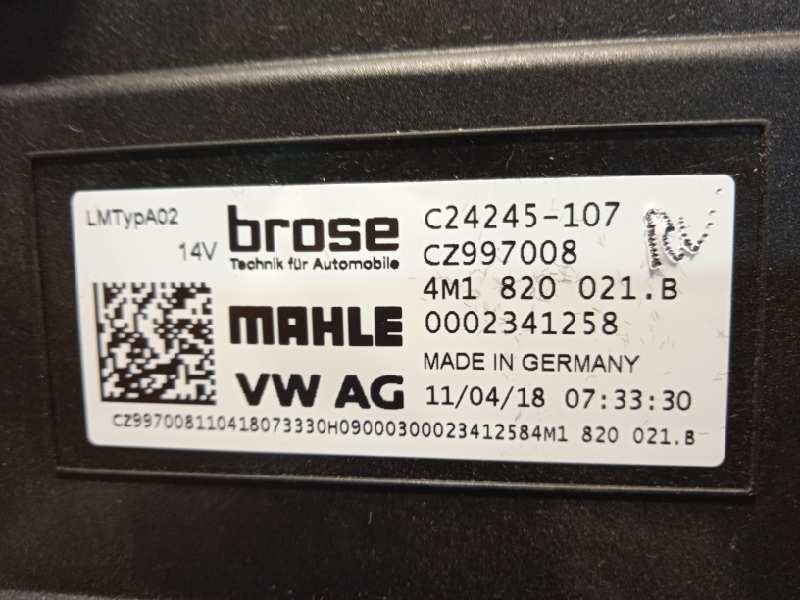 LMTypA02
14V
brose
Technik für Automobile
MAHLE
VW AG
C24245-107
CZ997008
4M1 820 021.B
0002341258
MADE IN GERMANY
11/04/18 07:33:30
CZ997008110418073330H09000300023412584M1 820 021.B